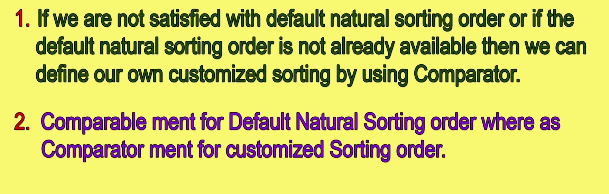 1. If we are not satisfied with default natural sorting order or if the
default natural sorting order is not already available then we can
define our own customized sorting by using Comparator.
2. Comparable ment for Default Natural Sorting order where as
Comparator ment for customized Sorting order.